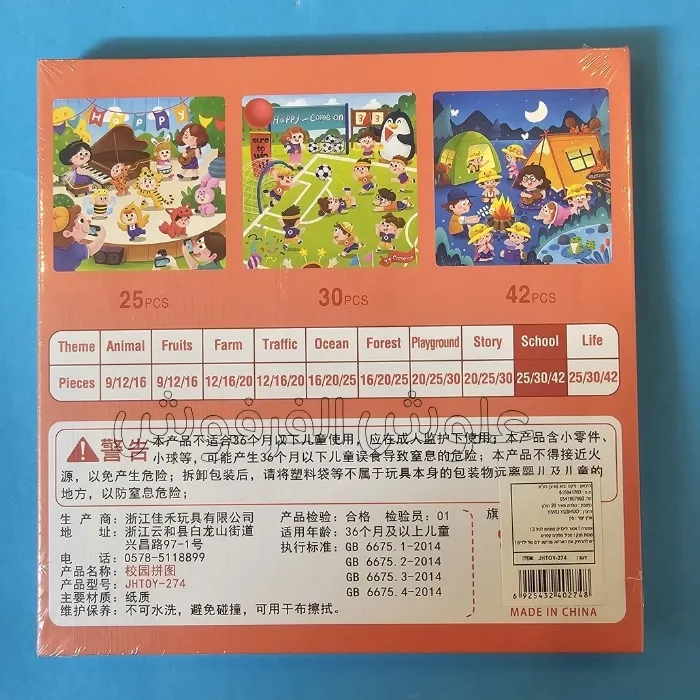 HAPPY
Happy-Come on
3 3
sure to win
Come on
25PCS
30PCS
42PCS
Theme Animal Fruits Farm Traffic Ocean Forest Playground Story School Life
Pieces 9/12/16 9/12/16 12/16/20 12/16/20 16/20/25 16/20/25 20/25/30 20/25/30 25/30/42 25/30/42
علوش الفرفوش
警告 本产品不适合36个月以下儿童使用，应在成人监护下使用；本产品含小零件、
小球等，可能产生36个月以下儿童误食导致窒息的危险；本产品不得接近火
源，以免产生危险；拆卸包装后，请将塑料袋等不属于玩具本身的包装物远离婴儿及儿童的
地方，以防窒息危险。
生产商：浙江佳禾玩具有限公司
地址：浙江云和县白龙山街道
兴昌路97-1号
电话：0578-5118899
产品名称：校园拼图
产品型号：JHTOY-274
主要材质：纸质
维护保养：不可水洗，避免碰撞，可用干布擦拭。
产品检验：合格 检验员：01
适用年龄：36个月及以上儿童
执行标准：GB 6675.1-2014
GB 6675.2-2014
GB 6675.3-2014
GB 6675.4-2014
旗
YIWU YUSHUO
ITEM: JHTOY-274
6 925432 402748
MADE IN CHINA